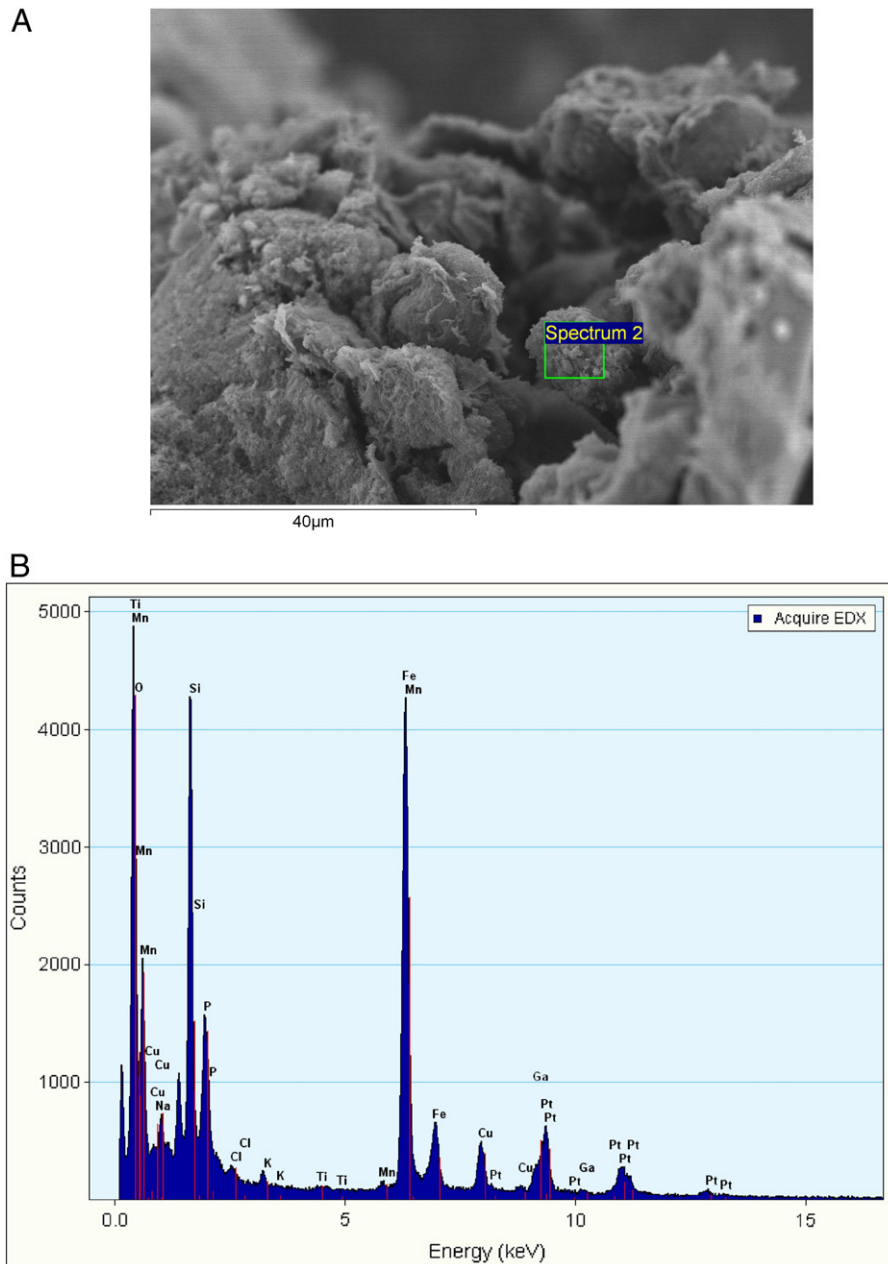 A
Spectrum 2
40μm
B
Acquire EDX
Counts
5000
4000
3000
2000
1000
Ti
Mn
O
Mn
Mn
Cu
Cu
Cu
Na
Si
Si
P
P
Cl
Cl
K
K
Ti
Ti
Mn
Fe
Mn
Fe
Cu
Pt
Cu
Ga
Pt
Pt
Pt
Ga
Pt
Pt
Pt
Pt
Pt
0.0
5
10
15
Energy (keV)